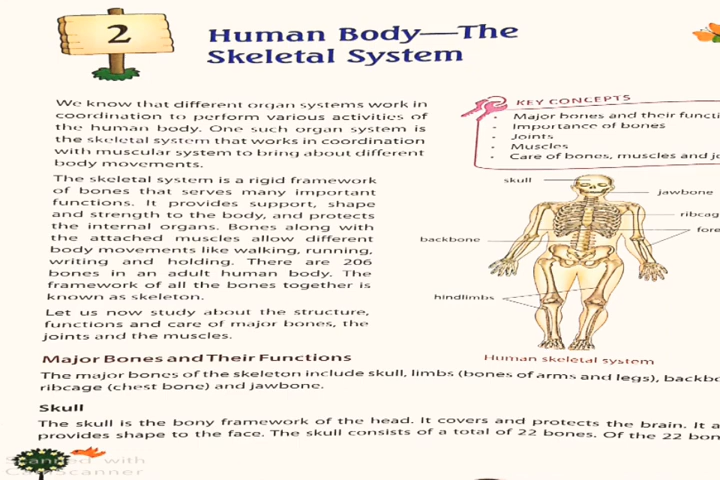 2
Human Body—The
Skeletal System
We know that different organ systems work in
coordination to perform various activities of
the human body. One such organ system is
the skeletal system that works in coordination
with muscular system to bring about different
body movements.
The skeletal system is a rigid framework
of bones that serves many important
functions. It provides support, shape
and strength to the body, and protects
the internal organs. Bones along with
the attached muscles allow different
body movements like walking, running,
writing and holding. There are 206
bones in an adult human body. The
framework of all the bones together is
known as skeleton.
Let us now study about the structure,
functions and care of major bones, the
joints and the muscles.
KEY CONCEPTS
• Major bones and their functi
• Importance of bones
• Joints
• Muscles
• Care of bones, muscles and jo
skull
jawbone
ribcag
fore
backbone
hindlimbs
Human skeletal system
Major Bones and Their Functions
The major bones of the skeleton include skull, limbs (bones of arms and legs), backbo
ribcage (chest bone) and jawbone.
Skull
The skull is the bony framework of the head. It covers and protects the brain. It a
provides shape to the face. The skull consists of a total of 22 bones. Of the 22 bon
Scanned with
CamScanner